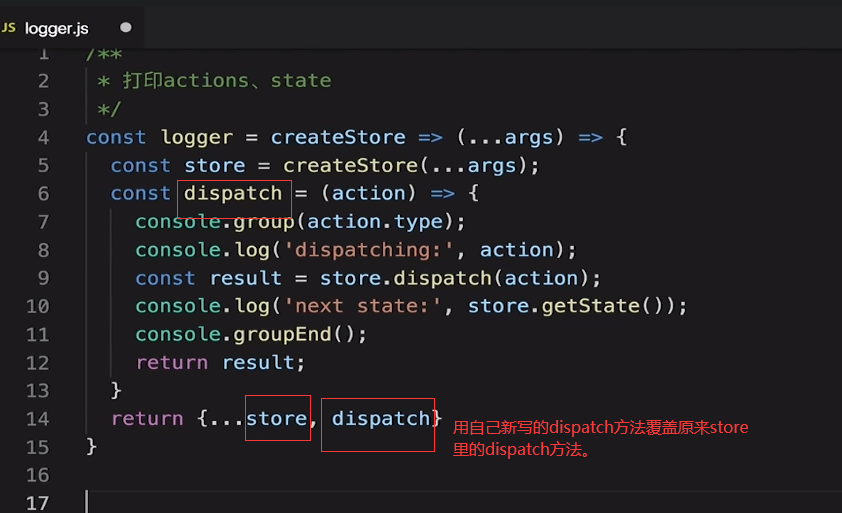 JS logger.js
1 /**
2 * 打印actions、state
3 */
4 const logger = createStore => (...args) => {
5 const store = createStore(...args);
6 const dispatch = (action) => {
7 console.group(action.type);
8 console.log('dispatching:', action);
9 const result = store.dispatch(action);
10 console.log('next state:', store.getState());
11 console.groupEnd();
12 return result;
13 }
14 return {...store, dispatch}
15 }
16
17
用自己新写的dispatch方法覆盖原来store
里的dispatch方法。